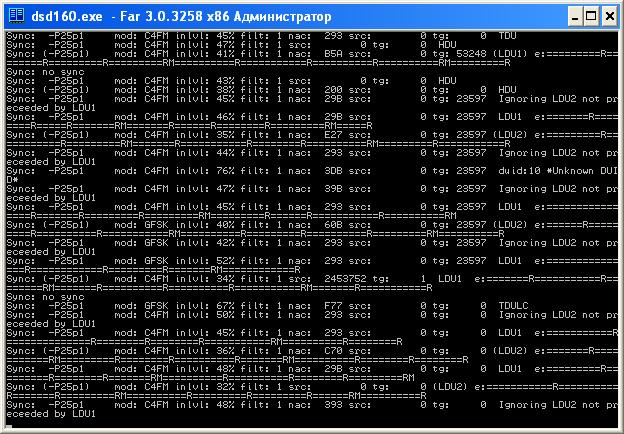 dsd160.exe - Far 3.0.3258 x86 Администратор
Sync: -P25p1 mod: C4FM inlvl: 45% filt: 1 nac: 293 src: 0 tg: 0 TDU
Sync: -P25p1 mod: C4FM inlvl: 47% filt: 1 src: 0 tg: 0 HDU
Sync: (-P25p1) mod: C4FM inlvl: 41% filt: 1 nac: B5A src: 0 tg: 53248 (LDU1) e:=========R==
Sync: no sync
Sync: -P25p1 mod: C4FM inlvl: 43% filt: 1 src: 0 tg: 0 HDU
Sync: (-P25p1) mod: C4FM inlvl: 38% filt: 1 nac: 200 src: 0 tg: 0 HDU
Sync: -P25p1 mod: C4FM inlvl: 45% filt: 1 nac: 29B src: 0 tg: 23597 Ignoring LDU2 not pr
eceeded by LDU1
Sync: -P25p1 mod: C4FM inlvl: 46% filt: 1 nac: 29B src: 0 tg: 23597 LDU1
Sync: (-P25p1) mod: C4FM inlvl: 35% filt: 1 nac: E27 src: 0 tg: 23597 (LDU2)
Sync: -P25p1 mod: C4FM inlvl: 44% filt: 1 nac: 293 src: 0 tg: 23597 Ignoring LDU2 not pr
eceeded by LDU1
Sync: -P25p1 mod: C4FM inlvl: 76% filt: 1 nac: 3DB src: 0 tg: 23597 duid:10 *Unknown DUI
D*
Sync: -P25p1 mod: C4FM inlvl: 47% filt: 1 nac: 39B src: 0 tg: 23597 Ignoring LDU2 not pr
eceeded by LDU1
Sync: -P25p1 mod: C4FM inlvl: 45% filt: 1 nac: 293 src: 0 tg: 23597 LDU1
Sync: (-P25p1) mod: GFSK inlvl: 40% filt: 1 nac: 60B src: 0 tg: 23597 (LDU2)
Sync: -P25p1 mod: GFSK inlvl: 42% filt: 1 nac: 293 src: 0 tg: 23597 Ignoring LDU2 not pr
eceeded by LDU1
Sync: -P25p1 mod: GFSK inlvl: 52% filt: 1 nac: 293 src: 0 tg: 23597 LDU1
Sync: (-P25p1) mod: C4FM inlvl: 34% filt: 1 src: 2453752 tg: 1 LDU1
Sync: no sync
Sync: -P25p1 mod: GFSK inlvl: 67% filt: 1 nac: F77 src: 0 tg: 0 TDULC
Sync: -P25p1 mod: C4FM inlvl: 50% filt: 1 nac: 293 src: 0 tg: 0 Ignoring LDU2 not pr
eceeded by LDU1
Sync: -P25p1 mod: C4FM inlvl: 45% filt: 1 nac: 293 src: 0 tg: 0 LDU1
Sync: (-P25p1) mod: C4FM inlvl: 36% filt: 1 nac: C70 src: 0 tg: 0 (LDU2)
Sync: -P25p1 mod: C4FM inlvl: 48% filt: 1 nac: 29B src: 0 tg: 0 LDU1
Sync: (-P25p1) mod: C4FM inlvl: 32% filt: 1 src: 0 tg: 0 (LDU2)
Sync: -P25p1 mod: C4FM inlvl: 48% filt: 1 nac: 393 src: 0 tg: 0 Ignoring LDU2 not pr
eceeded by LDU1